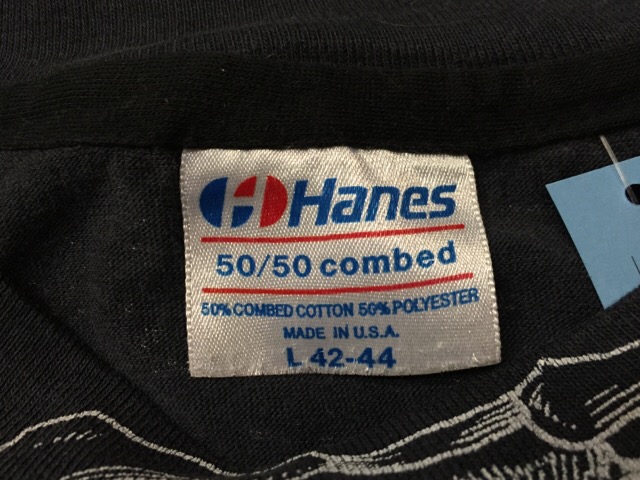 Hanes
50/50 combed
50% COMBED COTTON 50% POLYESTER
MADE IN U.S.A.
L 42-44